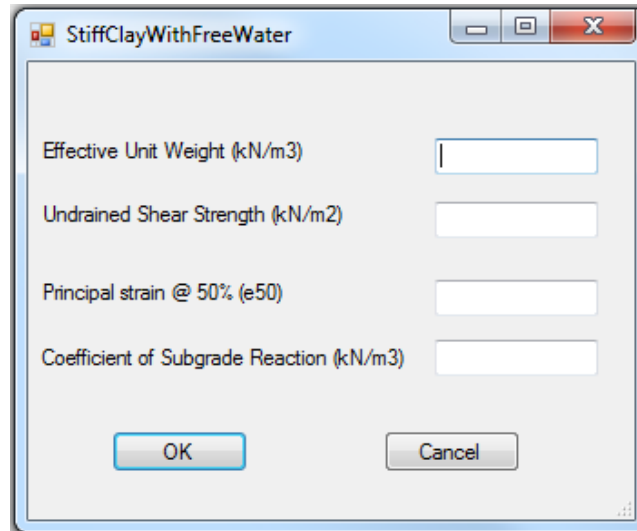 StiffClayWithFreeWater
Effective Unit Weight (kN/m3)
Undrained Shear Strength (kN/m2)
Principal strain @ 50% (e50)
Coefficient of Subgrade Reaction (kN/m3)
OK Cancel